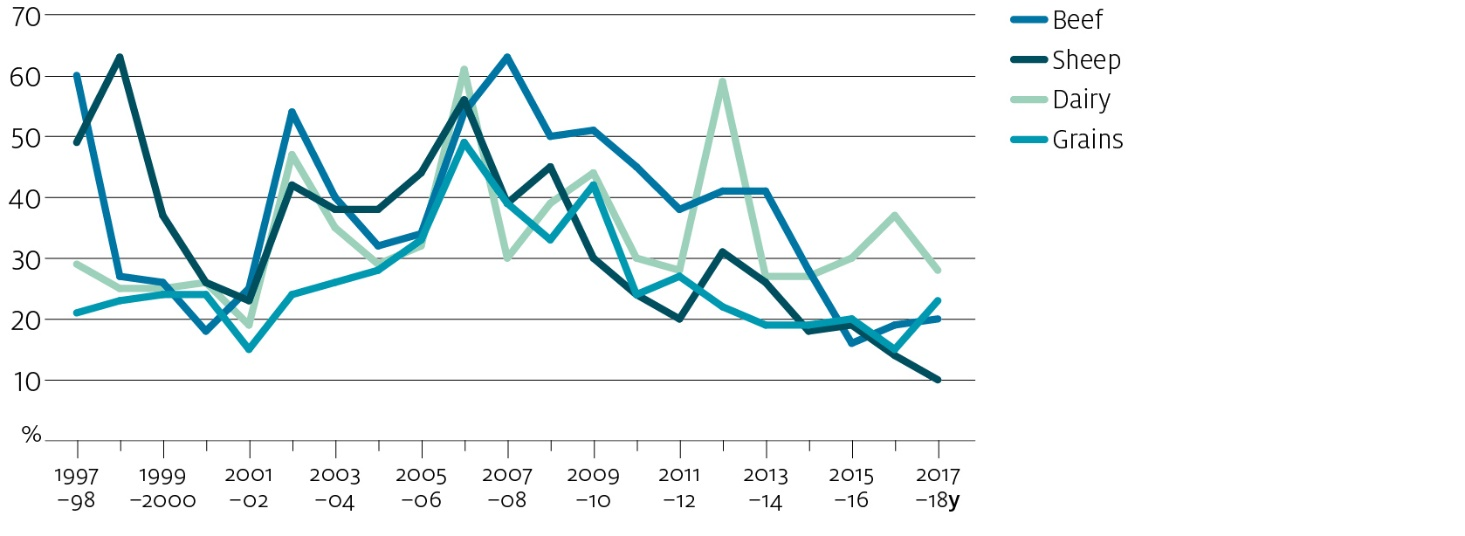 70
60
50
40
30
20
10
%
1997 1999 2001 2003 2005 2007 2009 2011 2013 2015 2017
–98 –2000 –02 –04 –06 –08 –10 –12 –14 –16 –18y
Beef
Sheep
Dairy
Grains